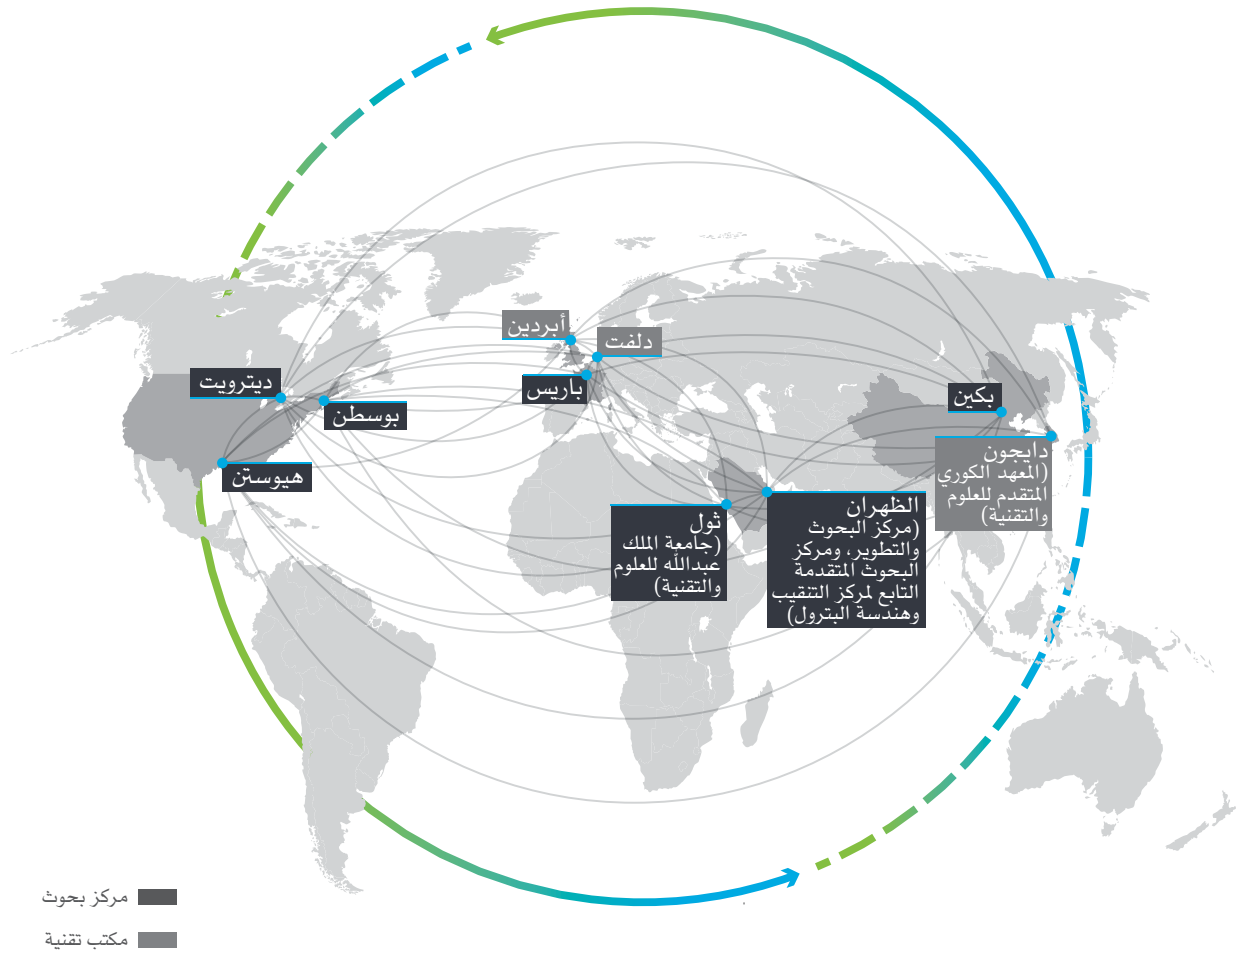 أبردين
دلفت
ديترويت
باريس
بكين
بوسطن
هيوستن
دايجون
(المعهد الكوري
المتقدم للعلوم
والتقنية)
الظهران
(مركز البحوث
والتطوير، ومركز
البحوث المتقدمة
التابع لمركز التنقيب
وهندسة البترول)
ثول
(جامعة الملك
عبدالله للعلوم
والتقنية)
مركز بحوث
مكتب تقنية